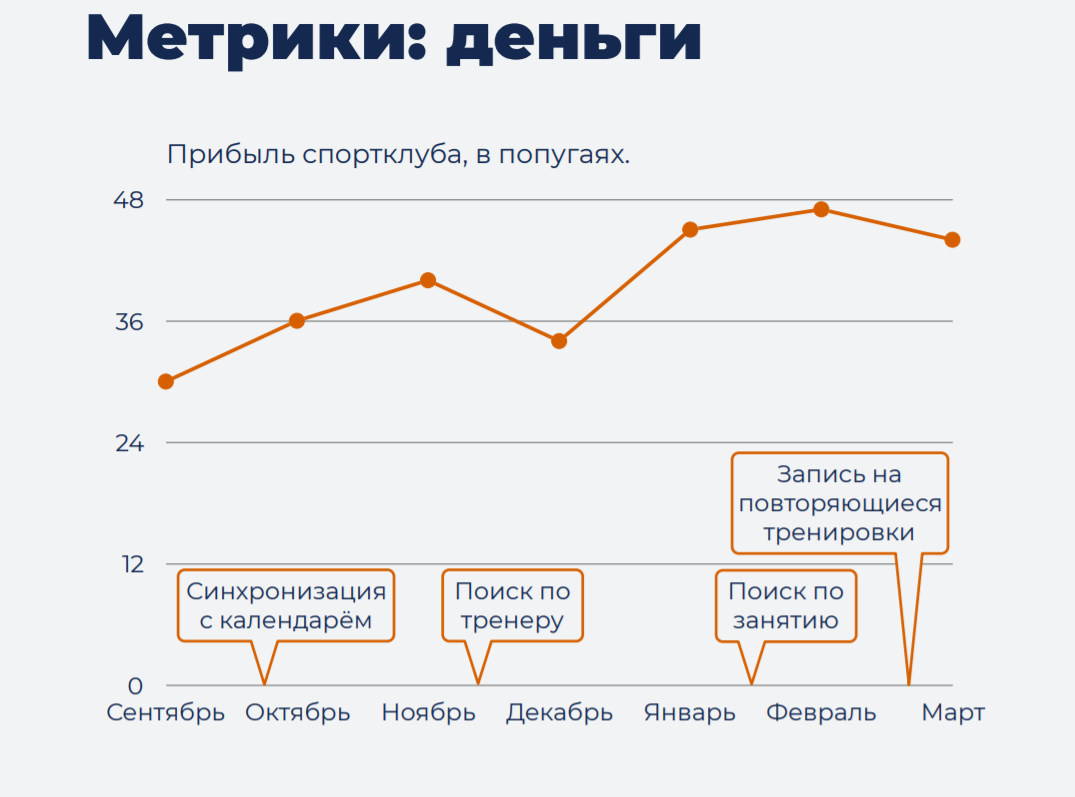 Метрики: деньги
Прибыль спортклуба, в попугаях.
48
36
24
12
0
Запись на
повторяющиеся
тренировки
Синхронизация
с календарём
Поиск по
тренеру
Поиск по
занятию
Сентябрь Октябрь Ноябрь Декабрь Январь Февраль Март